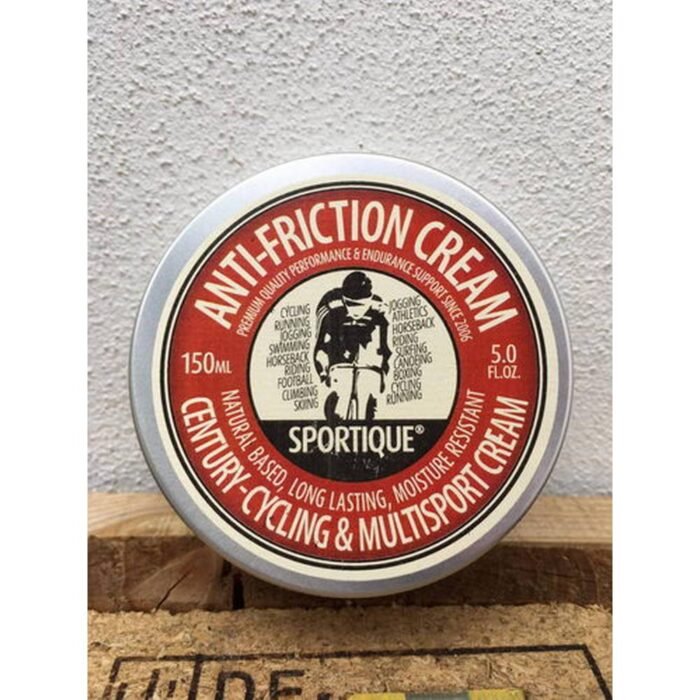 ANTI-FRICTION CREAM
PREMIUM QUALITY PERFORMANCE & ENDURANCE SUPPORT SINCE 2006
CYCLING
RUNNING
JOGGING
SWIMMING
HORSEBACK
RIDING
FOOTBALL
CLIMBING
SKIING
JOGGING
ATHLETICS
HORSEBACK
RIDING
SURFING
CANOEING
BOXING
CYCLING
RUNNING
150ML
5.0
FL.OZ.
SPORTIQUE®
NATURAL BASED, LONG LASTING, MOISTURE RESISTANT
CENTURY-CYCLING & MULTISPORT CREAM